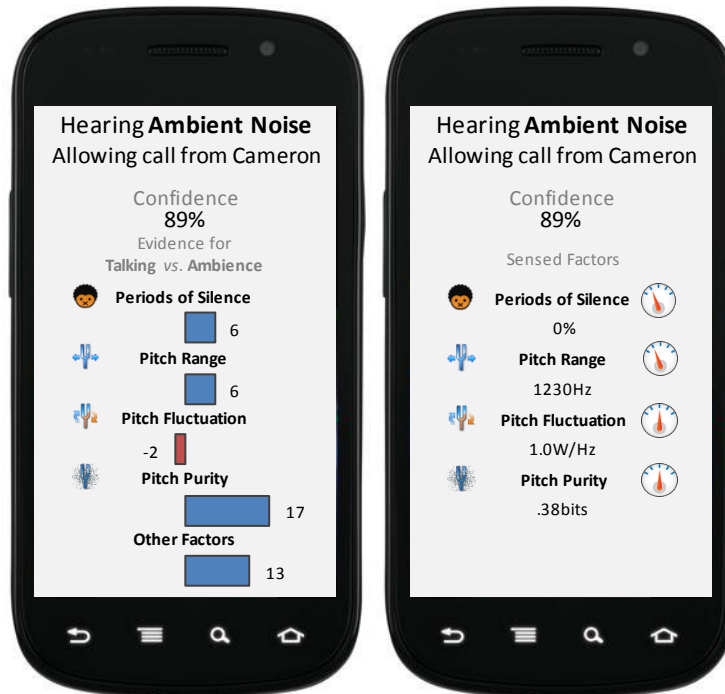 Hearing Ambient Noise
Allowing call from Cameron
Confidence
89%
Evidence for
Talking vs. Ambience
Periods of Silence
6
Pitch Range
6
Pitch Fluctuation
-2
Pitch Purity
17
Other Factors
13
Hearing Ambient Noise
Allowing call from Cameron
Confidence
89%
Sensed Factors
Periods of Silence
0%
Pitch Range
1230Hz
Pitch Fluctuation
1.0W/Hz
Pitch Purity
.38bits